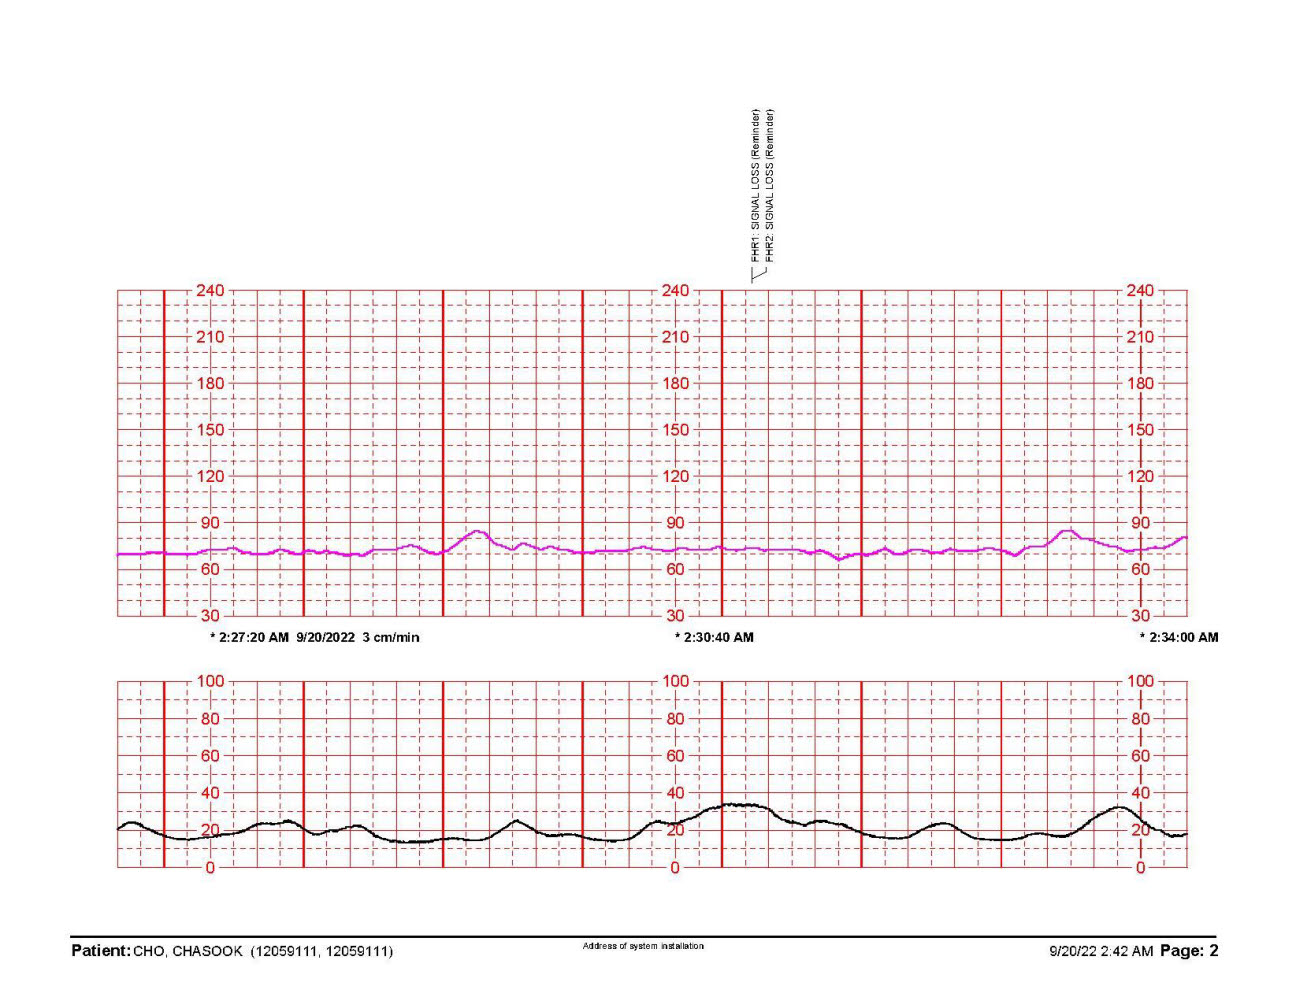 FHR1: SIGNAL LOSS (Reminder)
FHR2: SIGNAL LOSS (Reminder)
240 240 240
210 210 210
180 180 180
150 150 150
120 120 120
90 90 90
60 60 60
30 30 30
* 2:27:20 AM 9/20/2022 3 cm/min * 2:30:40 AM * 2:34:00 AM
100 100 100
80 80 80
60 60 60
40 40 40
20 20 20
0 0 0
Patient: CHO, CHASOOK (12059111, 12059111) Address of system installation 9/20/22 2:42 AM Page: 2